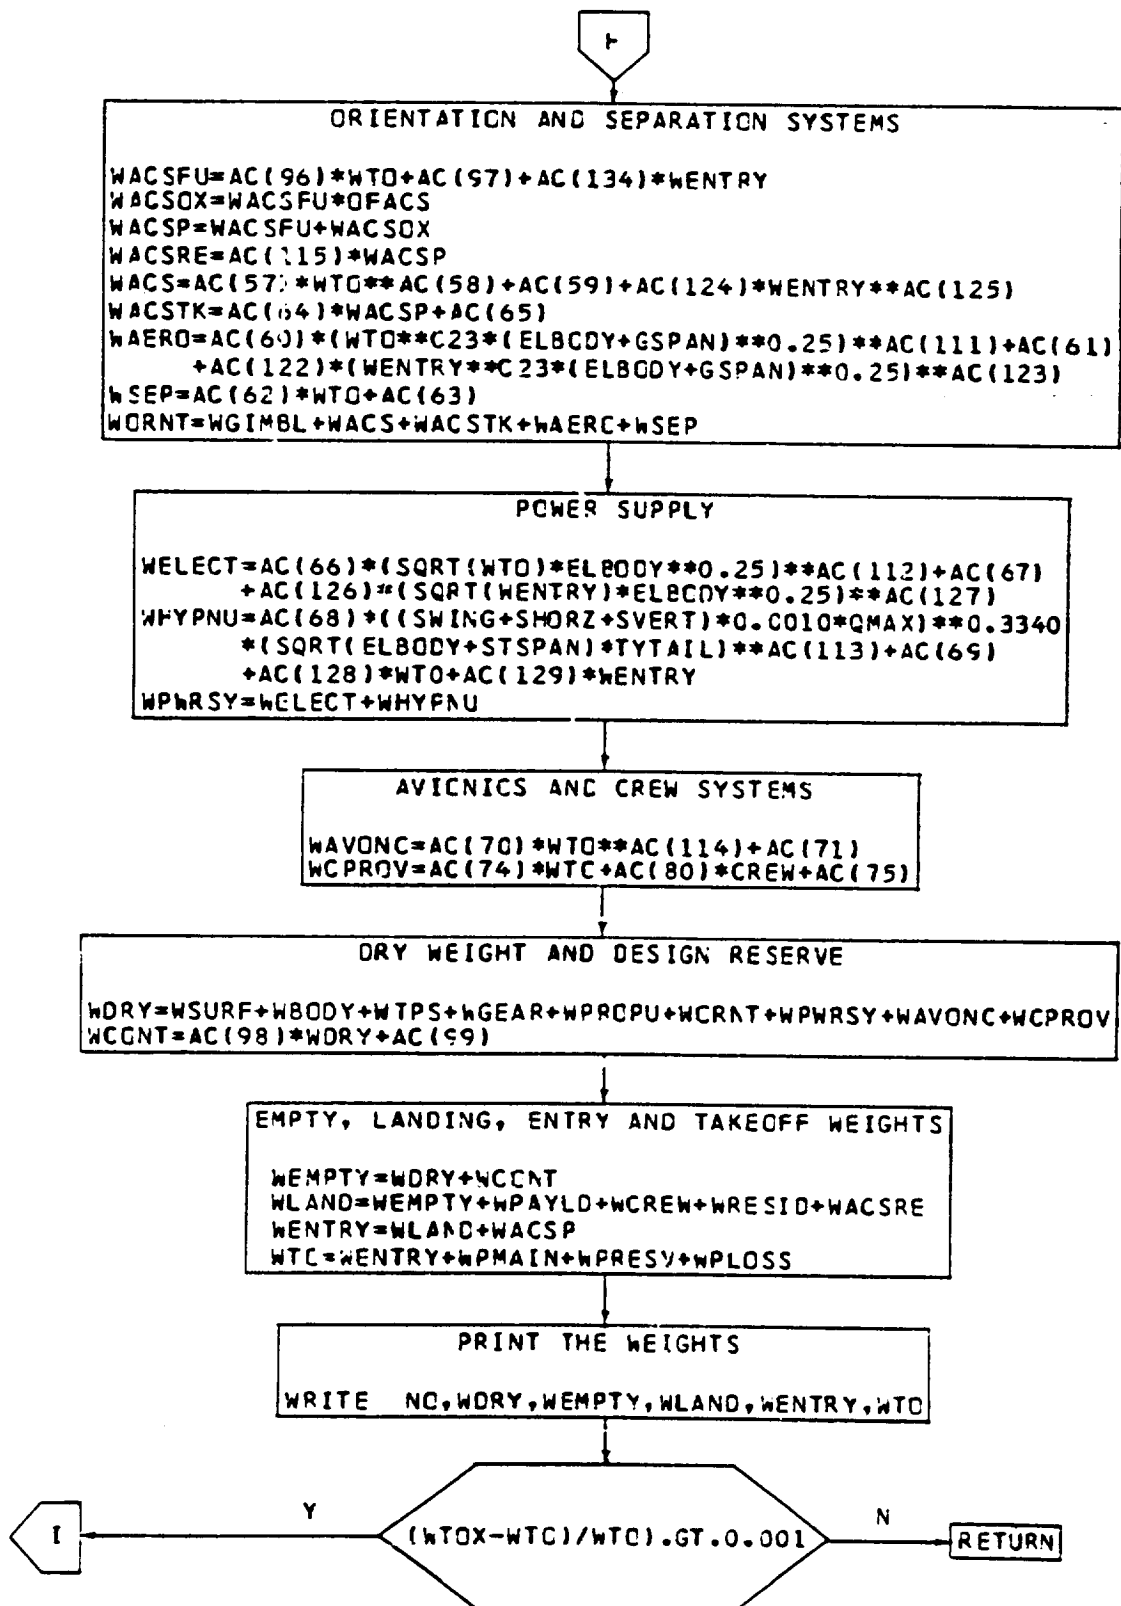 ORIENTATION AND SEPARATION SYSTEMS
WACSFU=AC(96)*WTO+AC(97)+AC(134)*WENTRY
WACSOX=WACSFU*OFACS
WACSP=WACSFU+WACSOX
WACSRE=AC(115)*WACSP
WACS=AC(57)*WTO**AC(58)+AC(59)+AC(124)*WENTRY**AC(125)
WACSTK=AC(64)*WACSP+AC(65)
WAERO=AC(60)*(WTO**C23*(ELBODY+GSPAN)**0.25)**AC(111)+AC(61)
+AC(122)*(WENTRY**C23*(ELBODY+GSPAN)**0.25)**AC(123)
WSEP=AC(62)*WTO+AC(63)
WORNT=WGIMBL+WACS+WACSTK+WAERO+WSEP
POWER SUPPLY
WELECT=AC(66)*(SQRT(WTO)*ELBODY**0.25)**AC(112)+AC(67)
+AC(126)*(SQRT(WENTRY)*ELBODY**0.25)**AC(127)
WHYPNU=AC(68)*((SWING+SHORZ+SVERT)*0.0010*QMAX)**0.3340
*(SQRT(ELBODY+STSPAN)*TYTAIL)**AC(113)+AC(69)
+AC(128)*WTO+AC(129)*WENTRY
WPWRSY=WELECT+WHYPNU
AVIONICS AND CREW SYSTEMS
WAVONC=AC(70)*WTO**AC(114)+AC(71)
WCPROV=AC(74)*WTO+AC(80)*CREW+AC(75)
DRY WEIGHT AND DESIGN RESERVE
WDRY=WSURF+WBODY+WTPS+WGEAR+WPROPU+WORNT+WPWRSY+WAVONC+WCPROV
WCONT=AC(98)*WDRY+AC(99)
EMPTY, LANDING, ENTRY AND TAKEOFF WEIGHTS
WEMPTY=WDRY+WCONT
WLAND=WEMPTY+WPAYLD+WCREW+WRESID+WACSRE
WENTRY=WLAND+WACSP
WTO=WENTRY+WPMAIN+WPRESV+WPLOSS
PRINT THE WEIGHTS
WRITE NO,WDRY,WEMPTY,WLAND,WENTRY,WTO
Y
N
I
(WTOX-WTO)/WTO).GT.0.001
RETURN